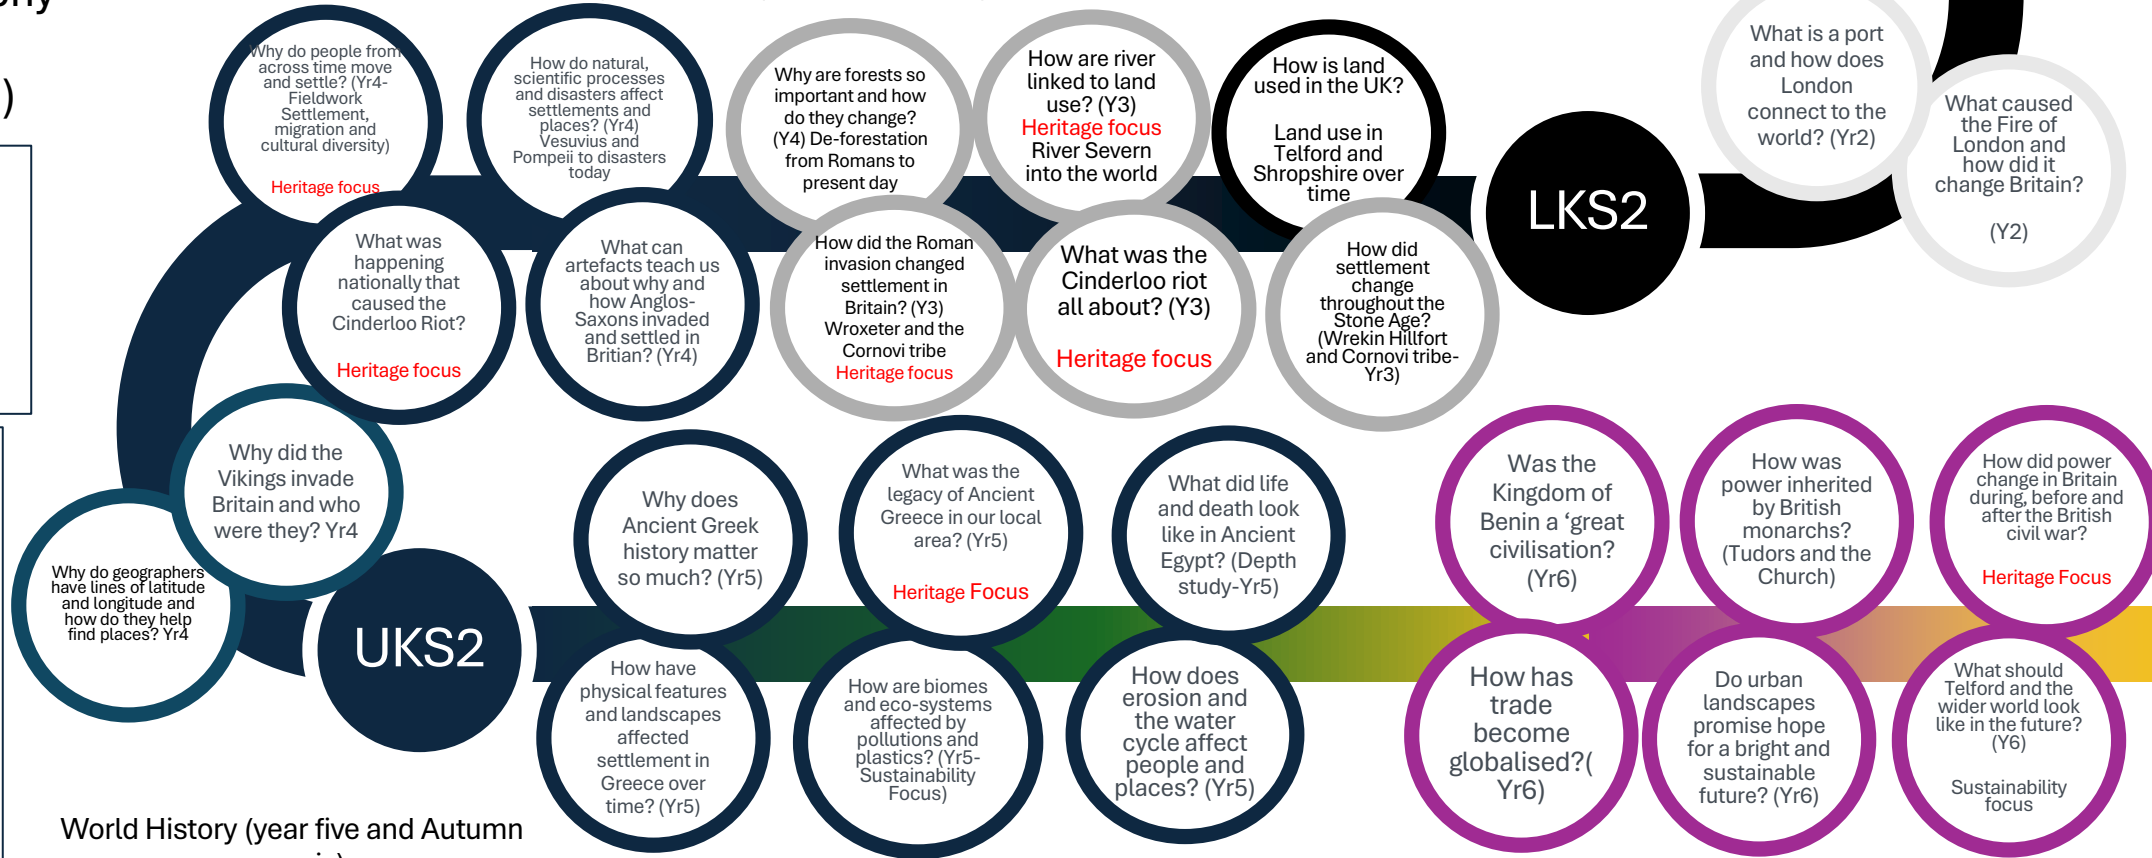 )
Why do people from
across time move
and settle? (Yr4-
Fieldwork
Settlement,
migration and
cultural diversity)
Heritage focus
How do natural,
scientific processes
and disasters affect
settlements and
places? (Yr4)
Vesuvius and
Pompeii to disasters
today
Why are forests so
important and how
do they change?
(Y4) De-forestation
from Romans to
present day
How are river
linked to land
use? (Y3)
Heritage focus
River Severn
into the world
How is land
used in the UK?
Land use in
Telford and
Shropshire over
time
LKS2
What is a port
and how does
London
connect to the
world? (Yr2)
What caused
the Fire of
London and
how did it
change Britain?
(Y2)
What was
happening
nationally that
caused the
Cinderloo Riot?
Heritage focus
What can
artefacts teach us
about why and
how Anglos-
Saxons invaded
and settled in
Britian? (Yr4)
How did the Roman
invasion changed
settlement in
Britain? (Y3)
Wroxeter and the
Cornovi tribe
Heritage focus
What was the
Cinderloo riot
all about? (Y3)
Heritage focus
How did
settlement
change
throughout the
Stone Age?
(Wrekin Hillfort
and Cornovi tribe-
Yr3)
Why did the
Vikings invade
Britain and who
were they? Yr4
Why do geographers
have lines of latitude
and longitude and
how do they help
find places? Yr4
UKS2
Why does
Ancient Greek
history matter
so much? (Yr5)
What was the
legacy of Ancient
Greece in our local
area? (Yr5)
Heritage Focus
What did life
and death look
like in Ancient
Egypt? (Depth
study-Yr5)
Was the
Kingdom of
Benin a ‘great
civilisation?
(Yr6)
How was
power inherited
by British
monarchs?
(Tudors and the
Church)
How did power
change in Britain
during, before and
after the British
civil war?
Heritage Focus
How have
physical features
and landscapes
affected
settlement in
Greece over
time? (Yr5)
How are biomes
and eco-systems
affected by
pollutions and
plastics? (Yr5-
Sustainability
Focus)
How does
erosion and
the water
cycle affect
people and
places? (Yr5)
How has
trade
become
globalised?(
Yr6)
Do urban
landscapes
promise hope
for a bright and
sustainable
future? (Yr6)
What should
Telford and the
wider world look
like in the future?
(Y6)
Sustainability
focus
World History (year five and Autumn